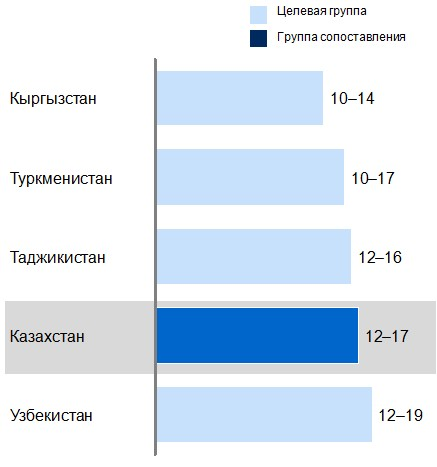 Целевая группа
Группа сопоставления
Кыргызстан 10–14
Туркменистан 10–17
Таджикистан 12–16
Казахстан 12–17
Узбекистан 12–19